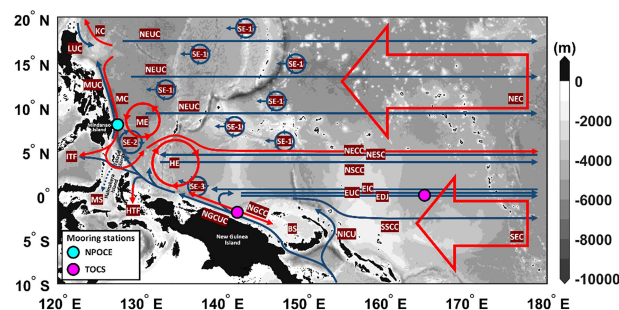 20° N
15° N
10° N
5° N
0° N
5° S
10° S
120° E
130° E
140° E
150° E
160° E
170° E
180° E
(m)
0
-2000
-4000
-6000
-8000
-10000
KC
LUC
NEUC
SE-1
SE-1
SE-1
NEUC
MUC
MC
SE-1
SE-1
NEUC
NEC
ME
SE-1
Mindanao
Island
SE-2
SE-1
ITF
HE
NECC
NESC
NSCC
SE-3
MS
HTF
NGCUC
NGCC
EUC
EIC
EDJ
New Guinea
Island
BS
NICU
SSCC
SEC
Mooring stations
NPOCE
TOCS